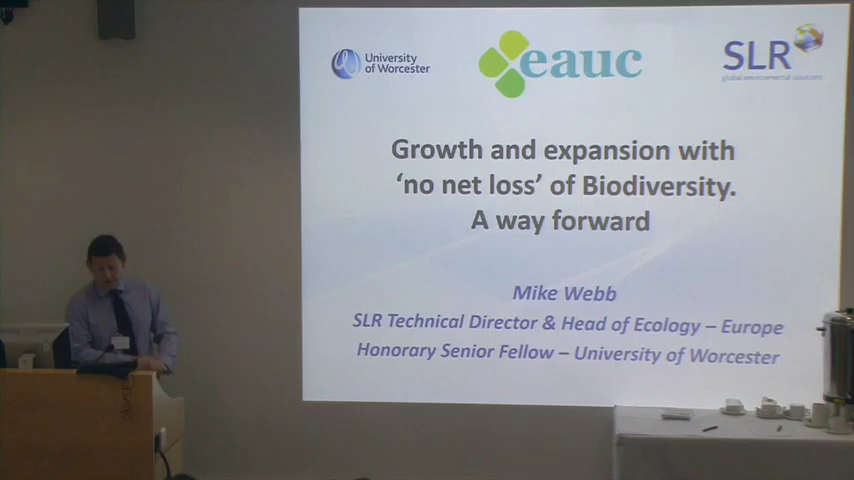 University
of Worcester
eauc
SLR
global environmental solutions
Growth and expansion with
‘no net loss’ of Biodiversity.
A way forward
Mike Webb
SLR Technical Director & Head of Ecology – Europe
Honorary Senior Fellow – University of Worcester